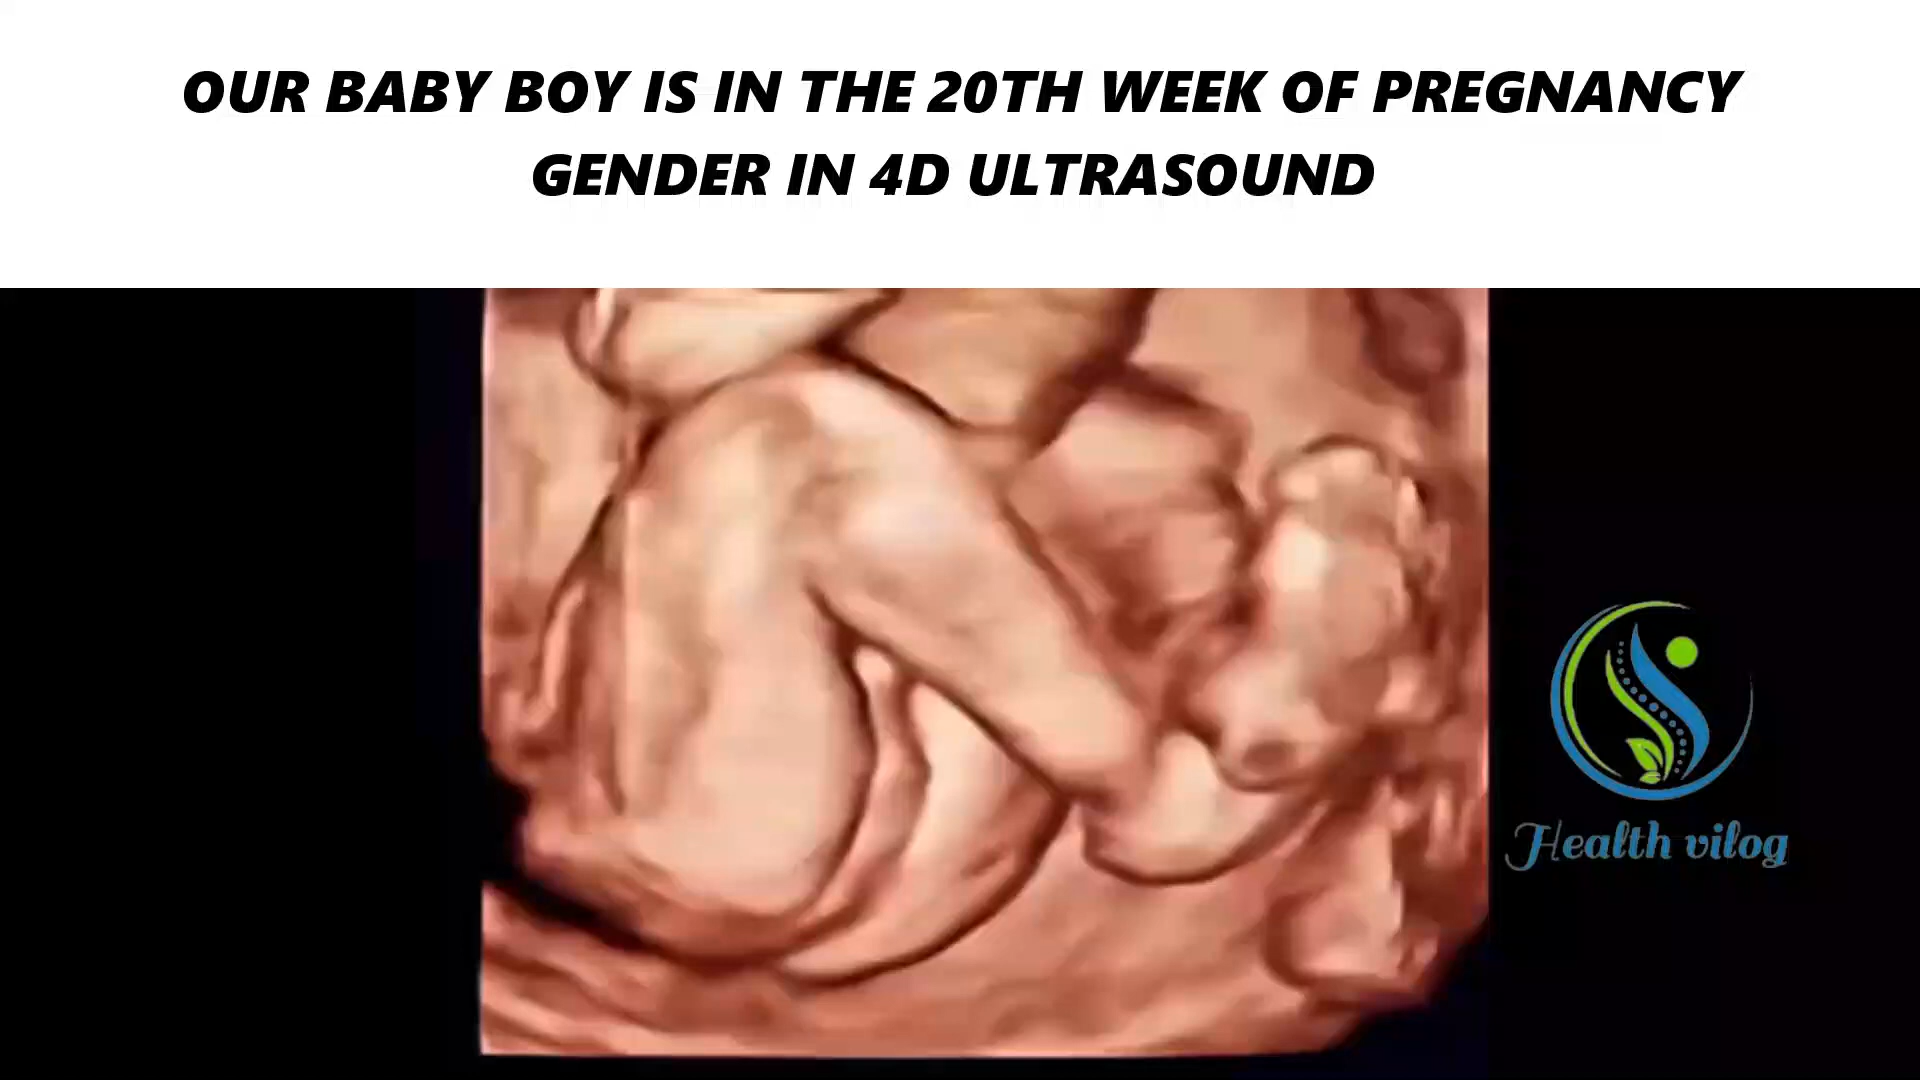 OUR BABY BOY IS IN THE 20TH WEEK OF PREGNANCY
GENDER IN 4D ULTRASOUND
Health vilog